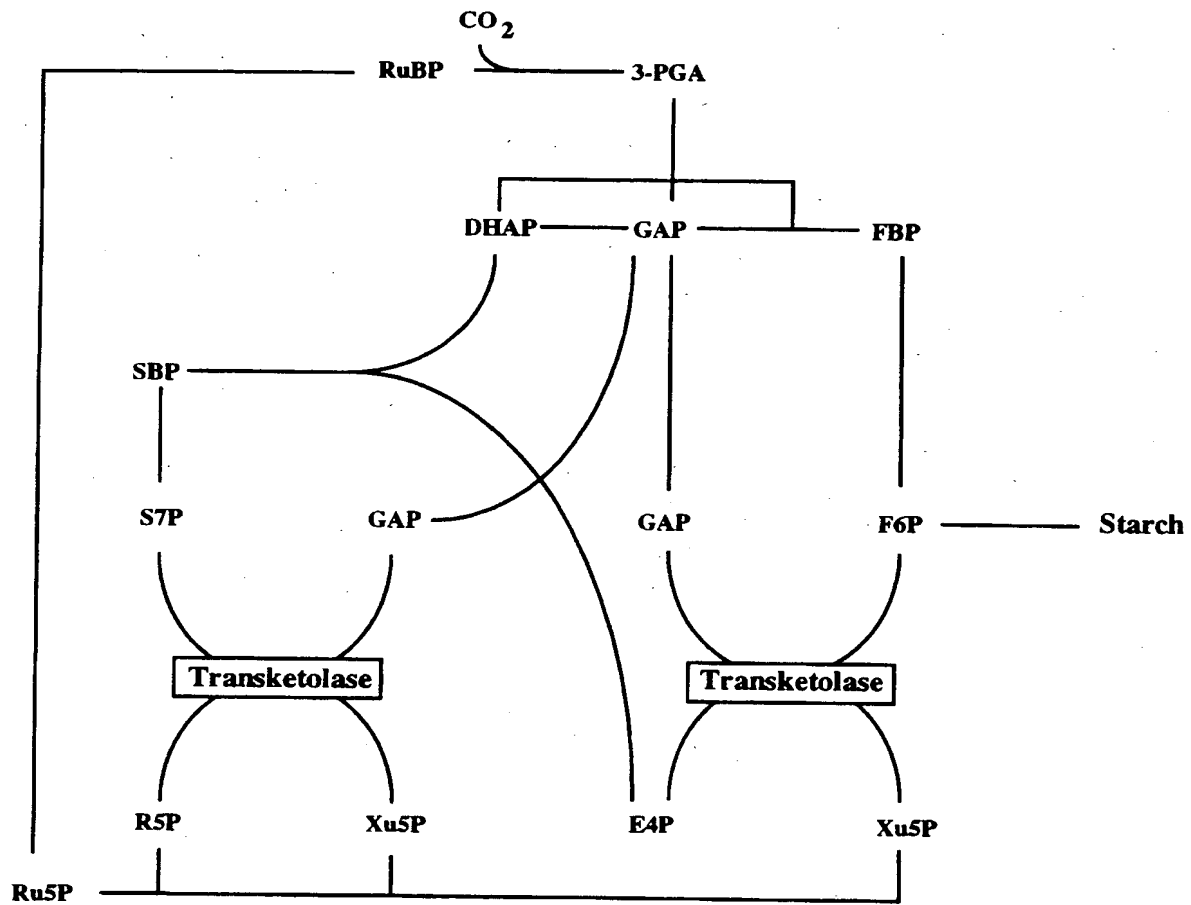 CO2
RuBP 3-PGA
DHAP GAP FBP
SBP
S7P GAP GAP F6P Starch
Transketolase Transketolase
R5P Xu5P E4P Xu5P
Ru5P